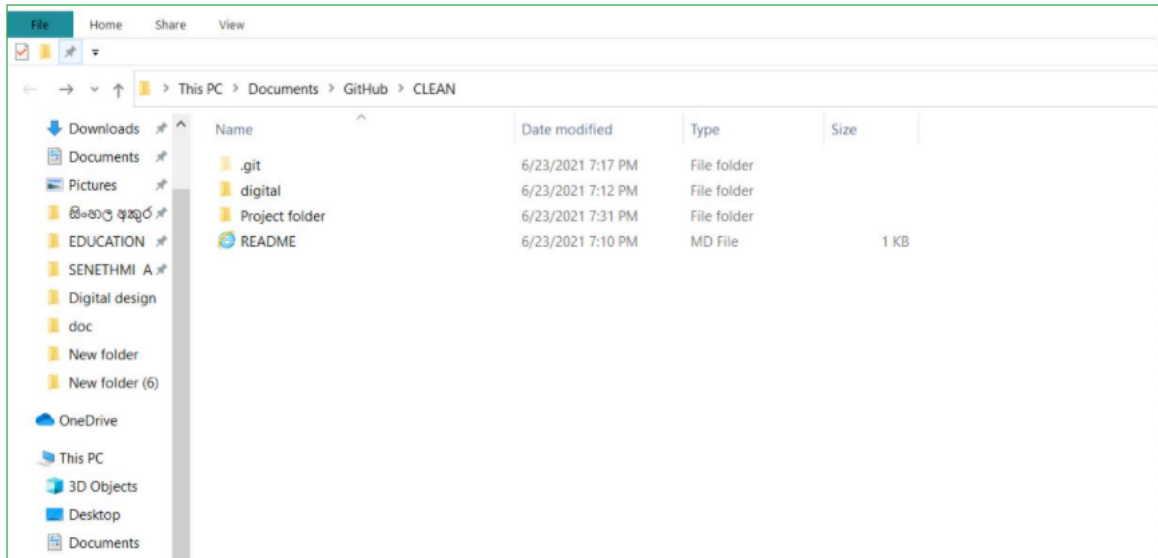 File Home Share View
This PC > Documents > GitHub > CLEAN
Downloads
Documents
Pictures
සිංහල අකුරු
EDUCATION
SENETHMI A
Digital design
doc
New folder
New folder (6)
OneDrive
This PC
3D Objects
Desktop
Documents
Name Date modified Type Size
.git 6/23/2021 7:17 PM File folder
digital 6/23/2021 7:12 PM File folder
Project folder 6/23/2021 7:31 PM File folder
README 6/23/2021 7:10 PM MD File 1 KB